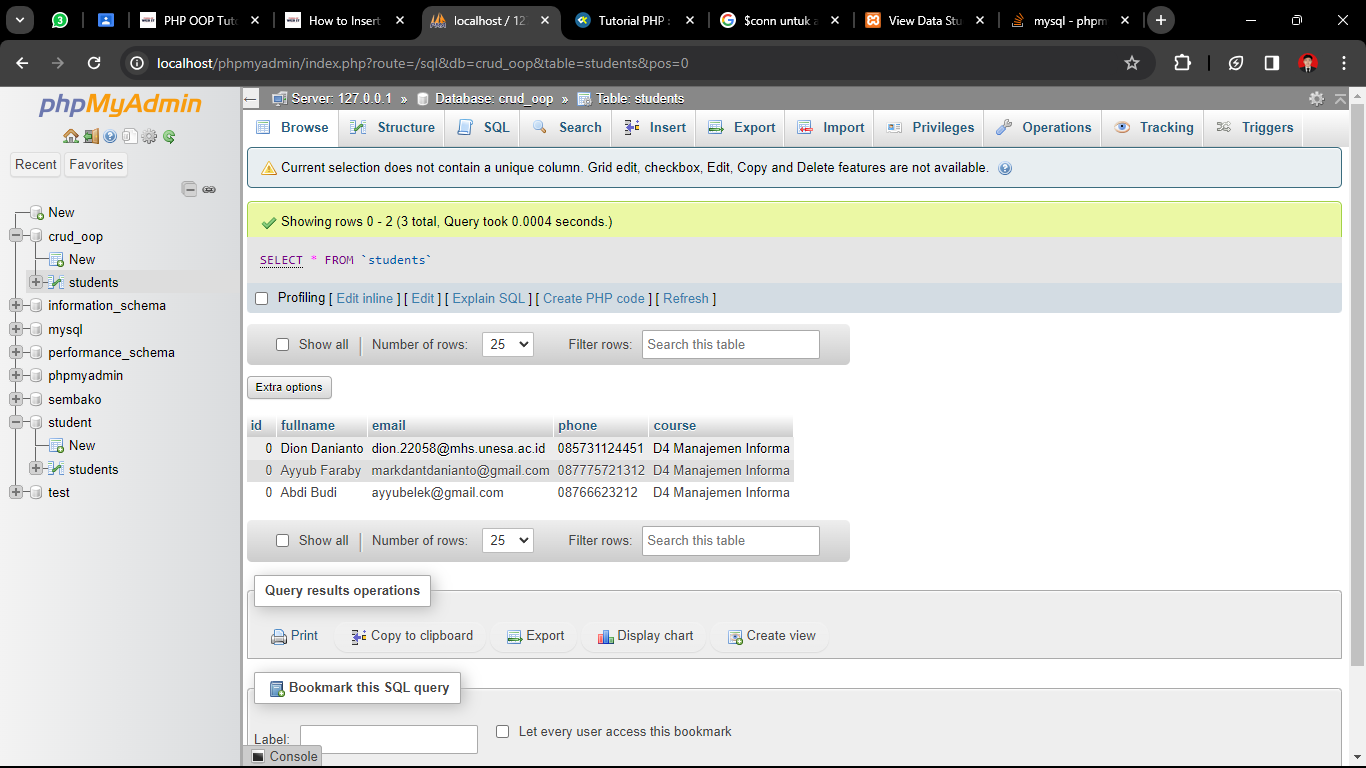 PHP OOP Tut
How to Insert
localhost / 12
Tutorial PHP :
$conn untuk a
View Data Stu
mysql - phpm
localhost/phpmyadmin/index.php?route=/sql&db=crud_oop&table=students&pos=0
phpMyAdmin
Recent
Favorites
New
crud_oop
New
students
information_schema
mysql
performance_schema
phpmyadmin
sembako
student
New
students
test
Server: 127.0.0.1 » Database: crud_oop » Table: students
Browse Structure SQL Search Insert Export Import Privileges Operations Tracking Triggers
Current selection does not contain a unique column. Grid edit, checkbox, Edit, Copy and Delete features are not available.
Showing rows 0 - 2 (3 total, Query took 0.0004 seconds.)
SELECT * FROM `students`
Profiling [ Edit inline ] [ Edit ] [ Explain SQL ] [ Create PHP code ] [ Refresh ]
Show all | Number of rows: 25 Filter rows: Search this table
Extra options
id fullname email phone course
0 Dion Danianto dion.22058@mhs.unesa.ac.id 085731124451 D4 Manajemen Informa
0 Ayyub Faraby markdantdanianto@gmail.com 087775721312 D4 Manajemen Informa
0 Abdi Budi ayyubelek@gmail.com 08766623212 D4 Manajemen Informa
Show all | Number of rows: 25 Filter rows: Search this table
Query results operations
Print Copy to clipboard Export Display chart Create view
Bookmark this SQL query
Label: Let every user access this bookmark
Console